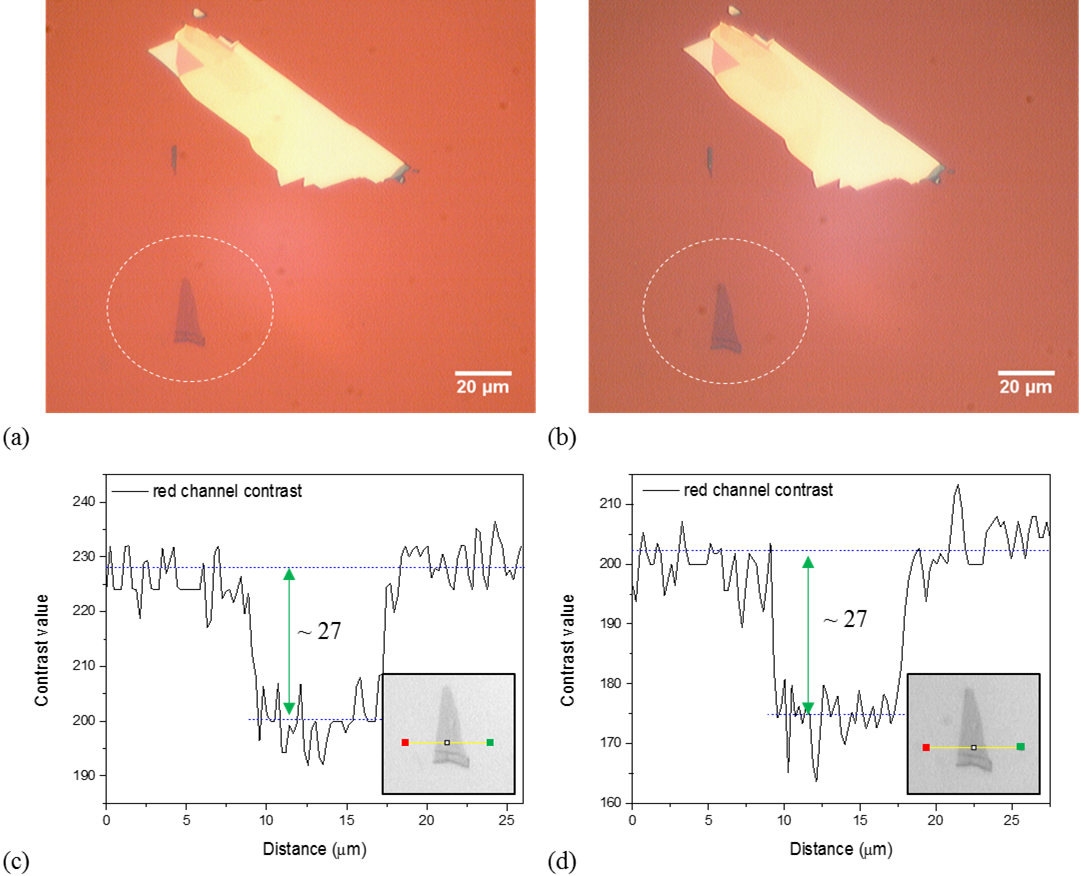 20 µm
20 µm
(a)
(b)
red channel contrast
240
230
220
210
200
190
Contrast value
~ 27
0
5
10
15
20
25
Distance (µm)
(c)
red channel contrast
210
200
190
180
170
160
Contrast value
~ 27
0
5
10
15
20
25
Distance (µm)
(d)